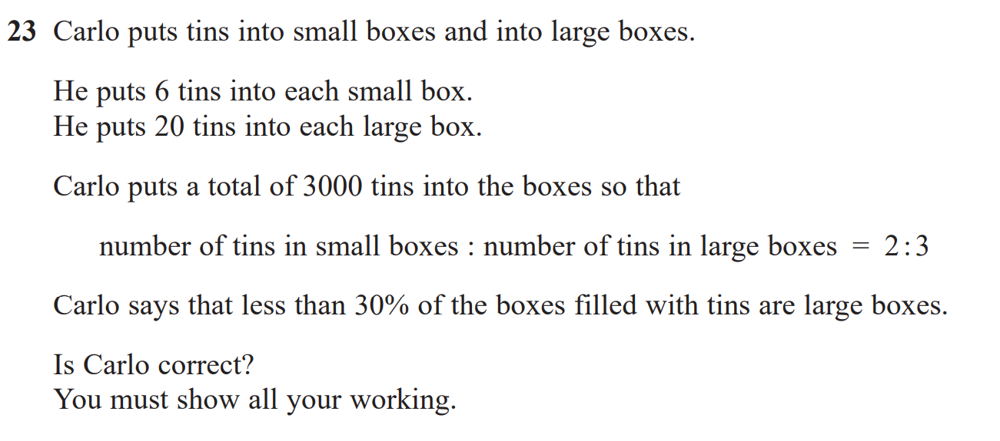 23 Carlo puts tins into small boxes and into large boxes.
He puts 6 tins into each small box.
He puts 20 tins into each large box.
Carlo puts a total of 3000 tins into the boxes so that
number of tins in small boxes : number of tins in large boxes = 2 : 3
Carlo says that less than 30% of the boxes filled with tins are large boxes.
Is Carlo correct?
You must show all your working.